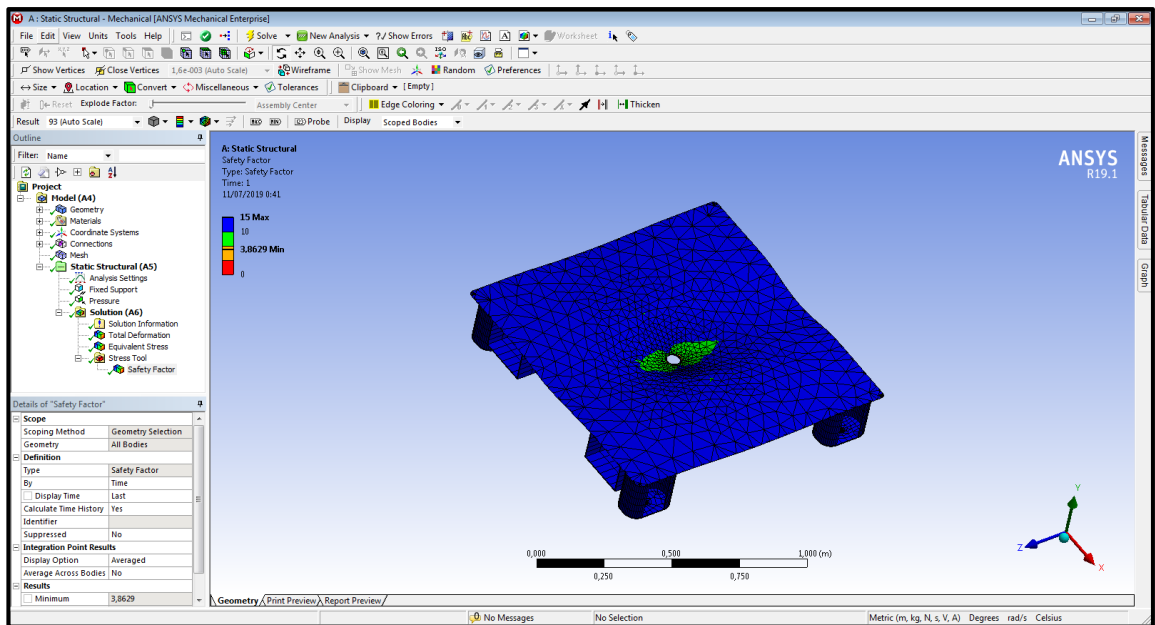 A : Static Structural - Mechanical [ANSYS Mechanical Enterprise]
File Edit View Units Tools Help Solve New Analysis ?/ Show Errors Worksheet
Show Vertices Close Vertices 1,6e-003 (Auto Scale) Wireframe Show Mesh Random Preferences
Size Location Convert Miscellaneous Tolerances Clipboard [Empty]
Reset Explode Factor: Assembly Center Edge Coloring Thicken
Result 93 (Auto Scale) Probe Display Scoped Bodies
Outline
Filter: Name
Project
Model (A4)
Geometry
Materials
Coordinate Systems
Connections
Mesh
Static Structural (A5)
Analysis Settings
Fixed Support
Pressure
Solution (A6)
Solution Information
Total Deformation
Equivalent Stress
Stress Tool
Safety Factor
Details of "Safety Factor"
Scope
Scoping Method Geometry Selection
Geometry All Bodies
Definition
Type Safety Factor
By Time
Display Time Last
Calculate Time History Yes
Identifier
Suppressed No
Integration Point Results
Display Option Averaged
Average Across Bodies No
Results
Minimum 3,8629
A: Static Structural
Safety Factor
Type: Safety Factor
Time: 1
11/07/2019 0:41
15 Max
10
3,8629 Min
0
ANSYS
R19.1
Y
Z
X
0,000 0,500 1,000 (m)
0,250 0,750
Geometry Print Preview Report Preview
Messages
Tabular Data
Graph
No Messages No Selection Metric (m, kg, N, s, V, A) Degrees rad/s Celsius